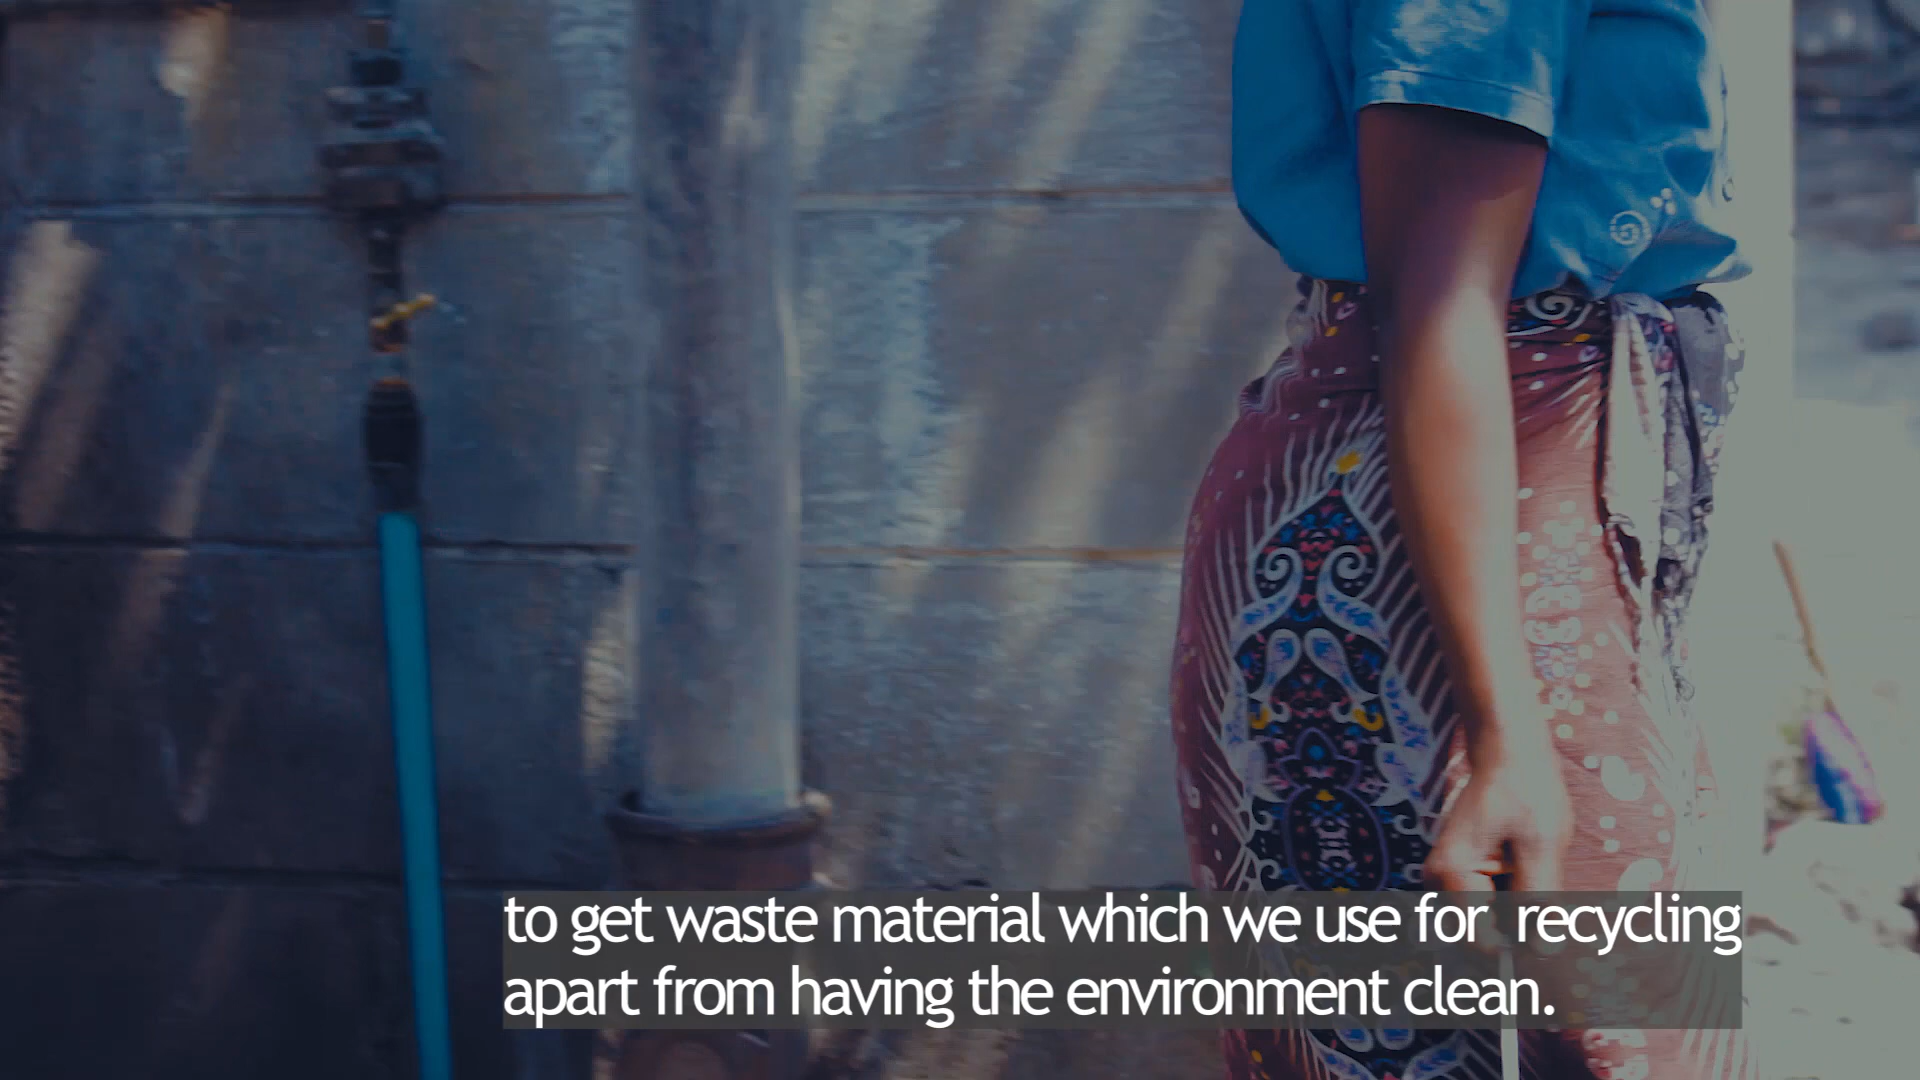 to get waste material which we use for  recycling
apart from having the environment clean.